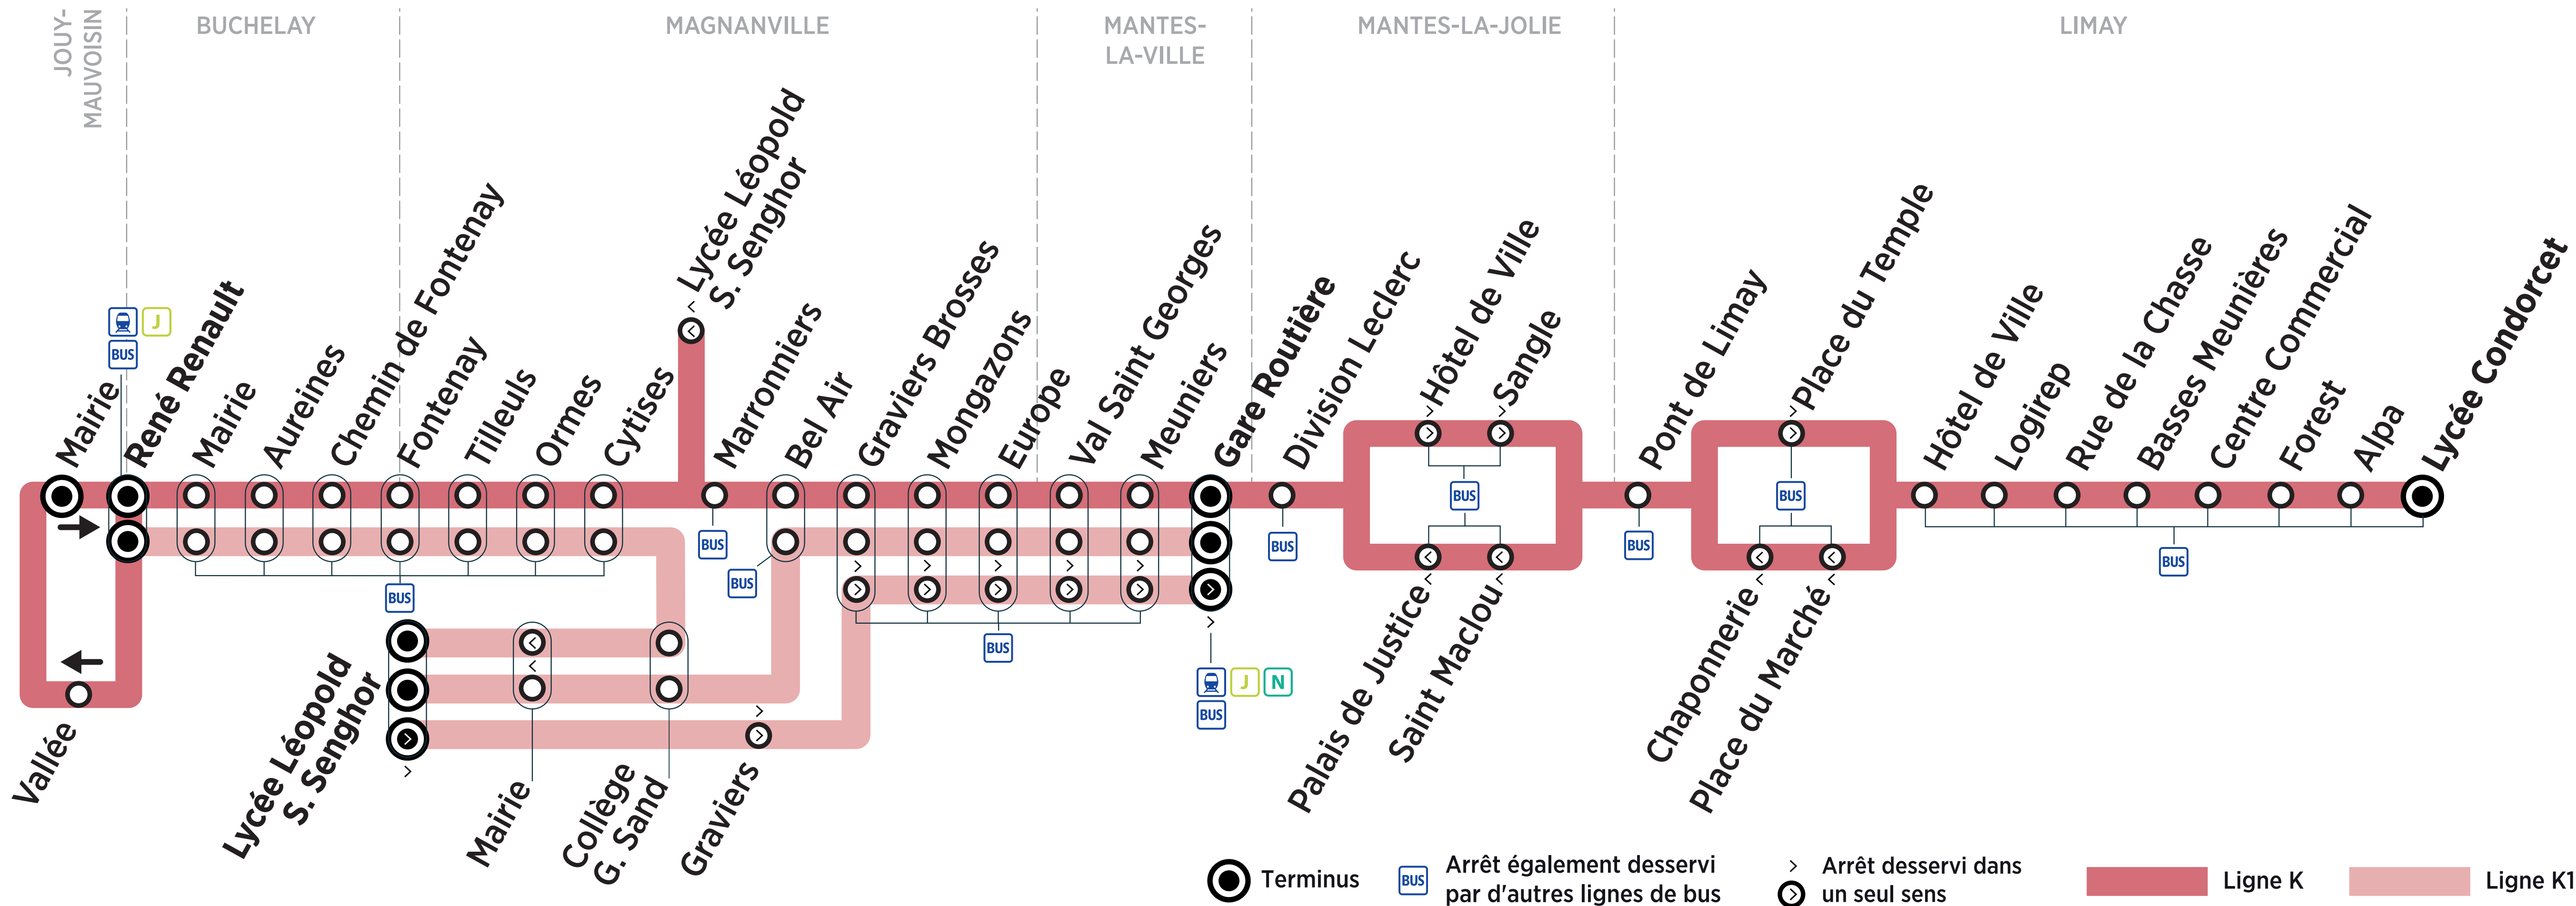 JOUY-
MAUVOISIN
BUCHELAY
MAGNANVILLE
MANTES-
LA-VILLE
MANTES-LA-JOLIE
LIMAY
J
BUS
Mairie
René Renault
Mairie
Aureines
Chemin de Fontenay
Fontenay
Tilleuls
Ormes
Cytises
< Lycée Léopold
S. Senghor
Marronniers
Bel Air
Graviers Brosses
Mongazons
Europe
Val Saint Georges
Meuniers
Gare Routière
Division Leclerc
> Hôtel de Ville
> Sangle
Pont de Limay
> Place du Temple
Hôtel de Ville
Logirep
Rue de la Chasse
Basses Meunières
Centre Commercial
Forest
Alpa
Lycée Condorcet
BUS
BUS
BUS
BUS
BUS
BUS
BUS
BUS
BUS
BUS
J
N
BUS
Vallée
Lycée Léopold
S. Senghor
Mairie
Collège
G. Sand
Graviers
Palais de Justice <
Saint Maclou <
Chaponnerie <
Place du Marché <
Terminus
BUS
Arrêt également desservi
par d'autres lignes de bus
> Arrêt desservi dans
un seul sens
Ligne K
Ligne K1